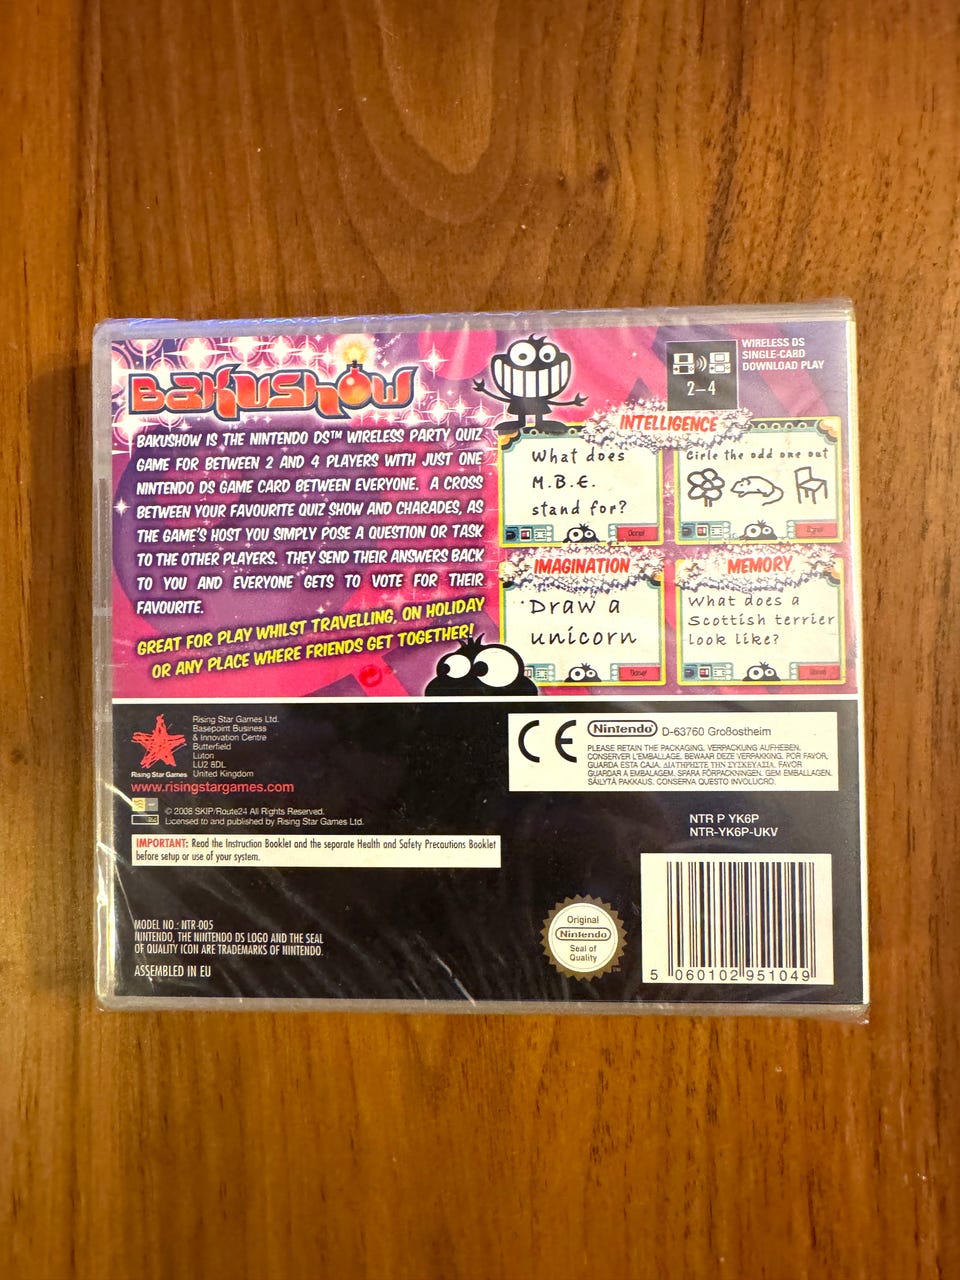 BAKUSHOW
BAKUSHOW IS THE NINTENDO DS™ WIRELESS PARTY QUIZ
GAME FOR BETWEEN 2 AND 4 PLAYERS WITH JUST ONE
NINTENDO DS GAME CARD BETWEEN EVERYONE. A CROSS
BETWEEN YOUR FAVOURITE QUIZ SHOW AND CHARADES, AS
THE GAME'S HOST YOU SIMPLY POSE A QUESTION OR TASK
TO THE OTHER PLAYERS. THEY SEND THEIR ANSWERS BACK
TO YOU AND EVERYONE GETS TO VOTE FOR THEIR
FAVOURITE.
GREAT FOR PLAY WHILST TRAVELLING, ON HOLIDAY
OR ANY PLACE WHERE FRIENDS GET TOGETHER!
2–4
WIRELESS DS
SINGLE-CARD
DOWNLOAD PLAY
INTELLIGENCE
What does
M.B.E.
stand for?
Done!
Cirle the odd one out
Done!
IMAGINATION
Draw a
unicorn
Done!
MEMORY
What does a
Scottish terrier
look like?
Done!
Rising Star Games
Rising Star Games Ltd.
Basepoint Business
& Innovation Centre
Butterfield
Luton
LU2 8DL
United Kingdom
www.risingstargames.com
© 2008 SKIP/Route24 All Rights Reserved.
Licensed to and published by Rising Star Games Ltd.
IMPORTANT: Read the Instruction Booklet and the separate Health and Safety Precautions Booklet
before setup or use of your system.
MODEL NO.: NTR-005
NINTENDO, THE NINTENDO DS LOGO AND THE SEAL
OF QUALITY ICON ARE TRADEMARKS OF NINTENDO.
ASSEMBLED IN EU
CE Nintendo D-63760 Großostheim
PLEASE RETAIN THE PACKAGING. VERPACKUNG AUFHEBEN.
CONSERVER L'EMBALLAGE. BEWAAR DEZE VERPAKKING. POR FAVOR,
GUARDA ESTA CAJA. ΔΙΑΤΗΡΗΣΤΕ ΤΗΝ ΣΥΣΚΕΥΑΣΙΑ. FAVOR
GUARDAR A EMBALAGEM. SPARA FÖRPACKNINGEN. GEM EMBALLAGEN.
SÄILYTÄ PAKKAUS. CONSERVA QUESTO INVOLUCRO.
NTR P YK6P
NTR-YK6P-UKV
Original
Nintendo
Seal of
Quality
5 060102 951049